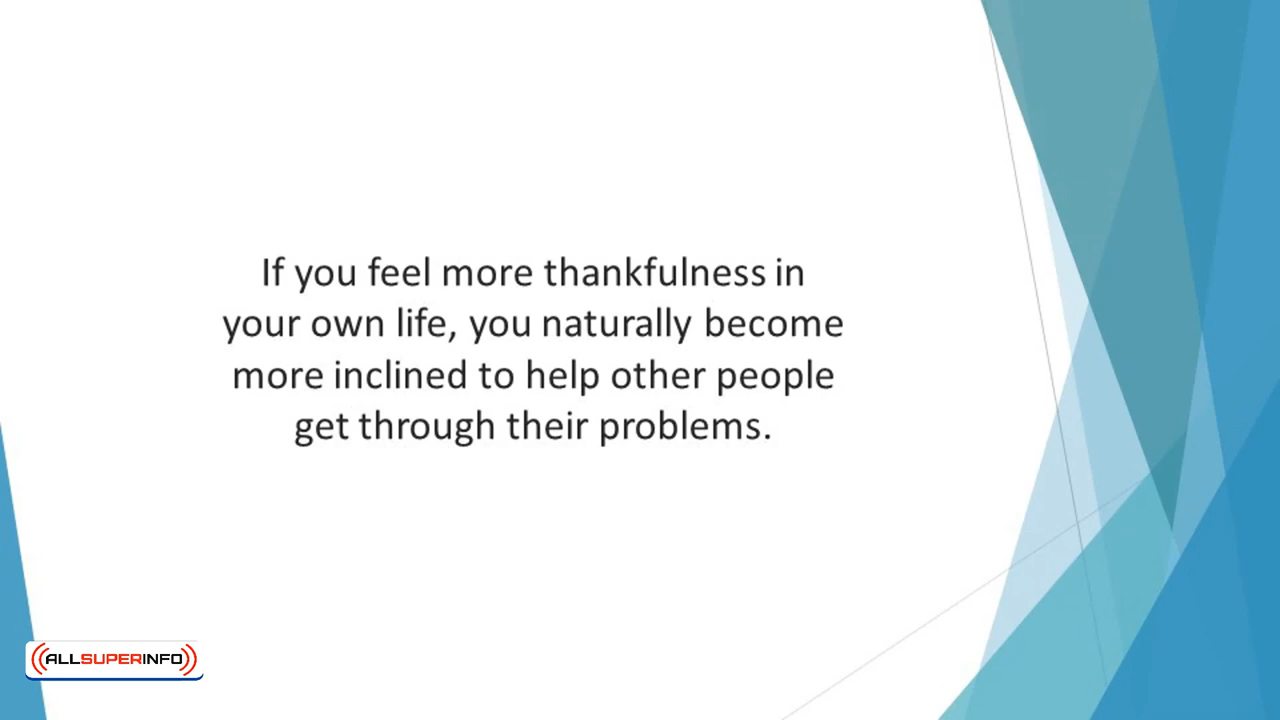 If you feel more thankfulness in
your own life, you naturally become
more inclined to help other people
get through their problems.
((ALLSUPERINFO))